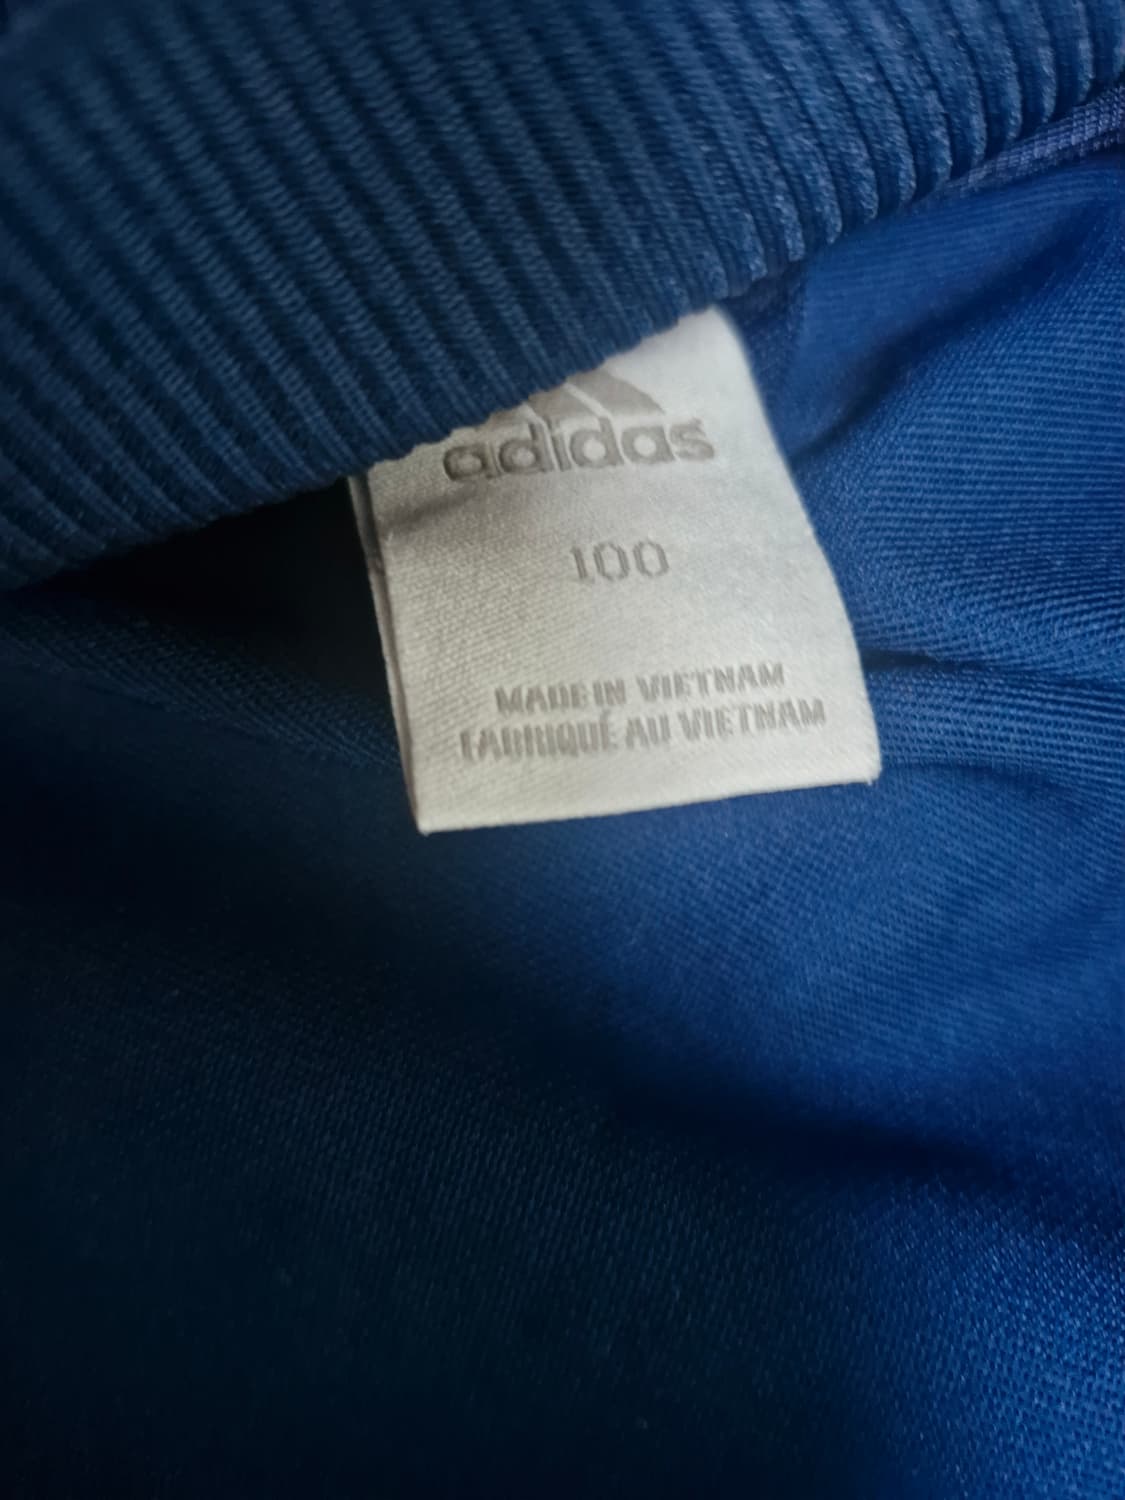 adidas
100
MADE IN VIETNAM
FABRIQUÉ AU VIETNAM